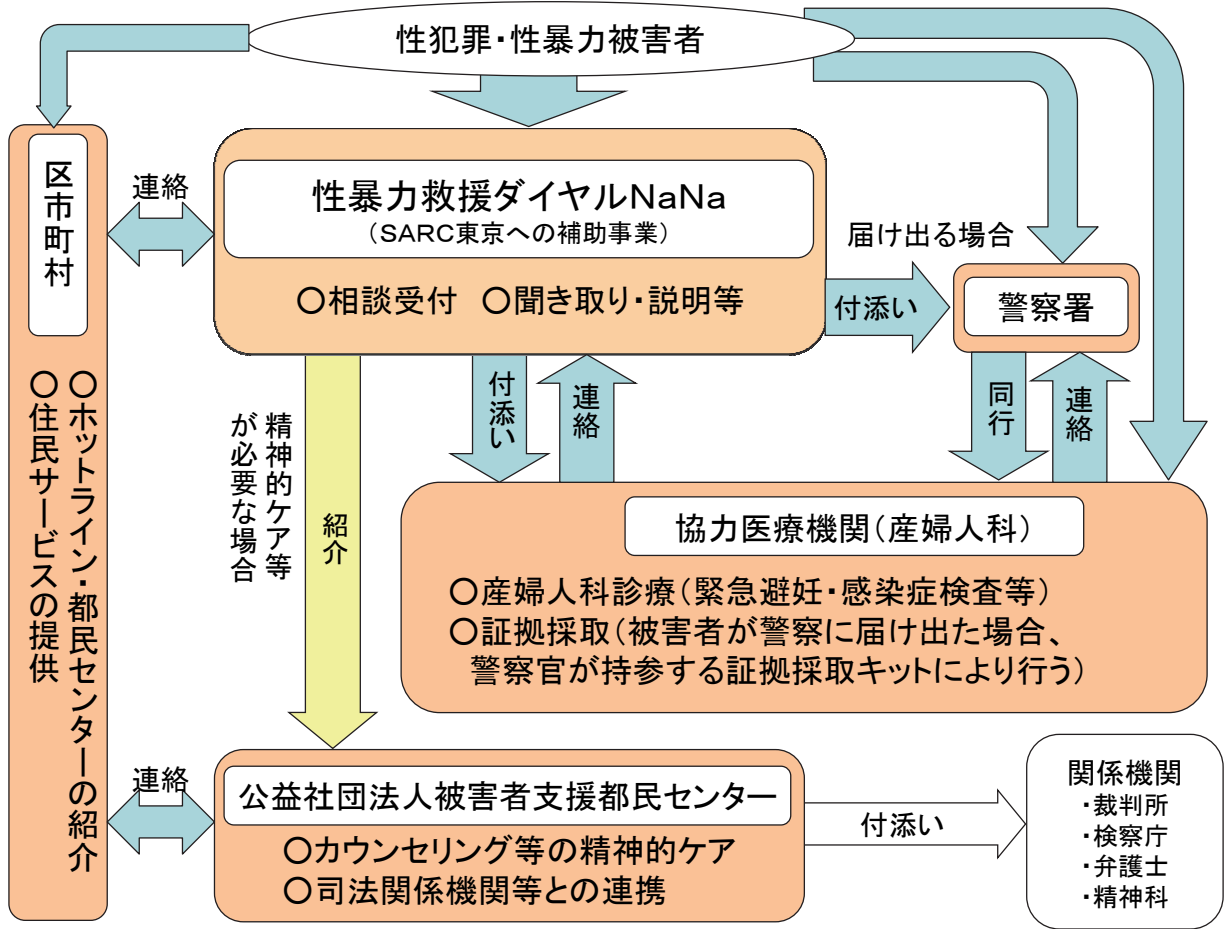 性犯罪・性暴力被害者
区市町村
○ホットライン・都民センターの紹介
○住民サービスの提供
連絡
性暴力救援ダイヤルNaNa
（SARC東京への補助事業）
○相談受付　○聞き取り・説明等
届け出る場合
付添い
警察署
付添い
連絡
同行
連絡
精神的ケア等
が必要な場合
紹介
協力医療機関（産婦人科）
○産婦人科診療（緊急避妊・感染症検査等）
○証拠採取（被害者が警察に届け出た場合、
警察官が持参する証拠採取キットにより行う）
連絡
公益社団法人被害者支援都民センター
○カウンセリング等の精神的ケア
○司法関係機関等との連携
付添い
関係機関
・裁判所
・検察庁
・弁護士
・精神科